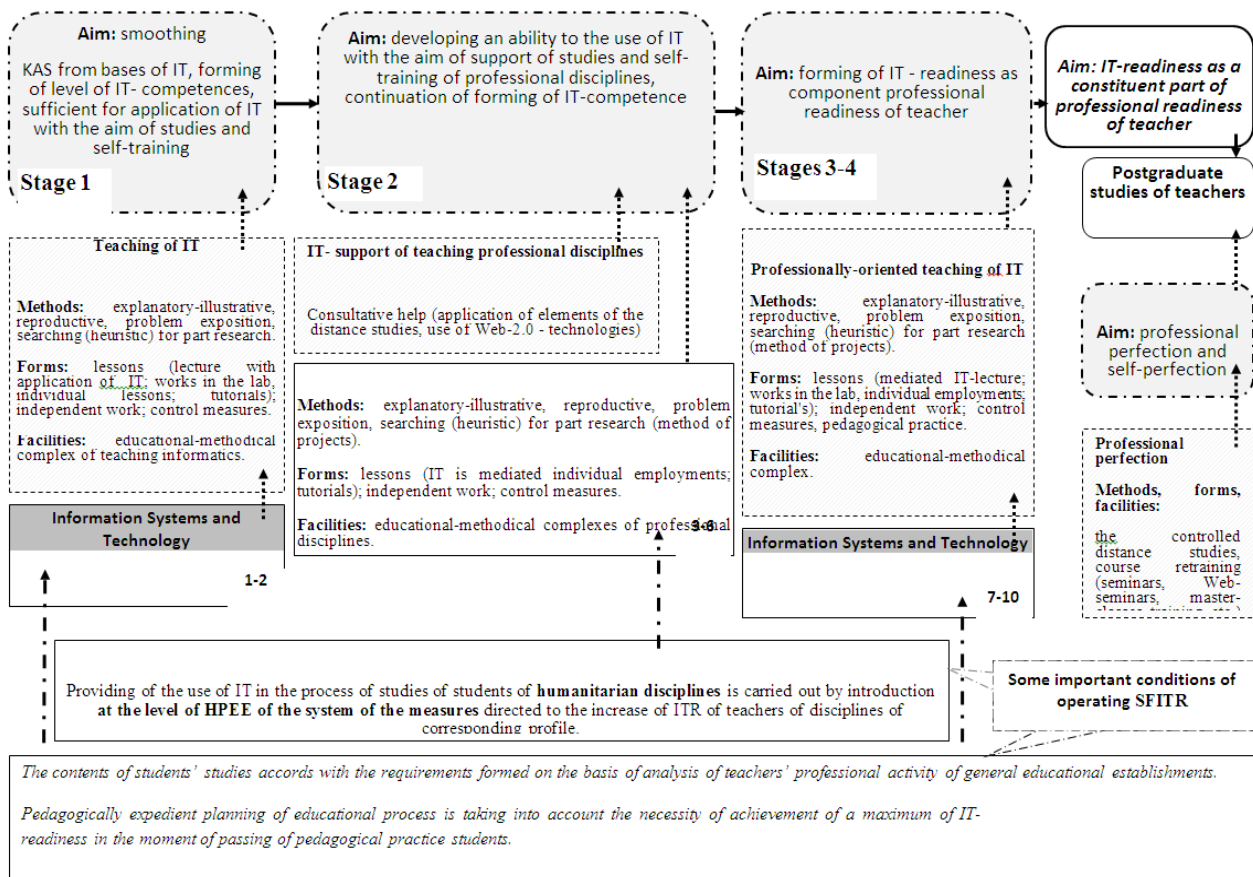 Aim: smoothing
KAS from bases of IT, forming
of level of IT- competences,
sufficient for application of IT
with the aim of studies and
self-training
Stage 1
Aim: developing an ability to the use of IT
with the aim of support of studies and self-
training of professional disciplines,
continuation of forming of IT-competence
Stage 2
Aim: forming of IT - readiness as
component professional
readiness of teacher
Stages 3-4
Aim: IT-readiness as a
constituent part of
professional readiness
of teacher
Postgraduate
studies of teachers
Teaching of IT
Methods: explanatory-illustrative,
reproductive, problem exposition,
searching (heuristic) for part research.
Forms: lessons (lecture with
application of IT; works in the lab,
individual lessons; tutorials);
independent work; control measures.
Facilities: educational-methodical
complex of teaching informatics.
Information Systems and
Technology
1-2
IT- support of teaching professional disciplines
Consultative help (application of elements of the
distance studies, use of Web-2.0 - technologies)
Methods: explanatory-illustrative, reproductive, problem
exposition, searching (heuristic) for part research (method of
projects).
Forms: lessons (IT is mediated individual employments;
tutorials); independent work; control measures.
Facilities: educational-methodical complexes of professional
disciplines.
3-6
Professionally-oriented teaching of IT
Methods: explanatory-illustrative,
reproductive, problem exposition,
searching (heuristic) for part research
(method of projects).
Forms: lessons (mediated IT-lecture;
works in the lab, individual employments;
tutorial's); independent work; control
measures, pedagogical practice.
Facilities: educational-methodical
complex.
Information Systems and Technology
7-10
Aim: professional
perfection and
self-perfection
Professional
perfection
Methods, forms,
facilities:
the controlled
distance studies,
course retraining
(seminars, Web-
seminars, master-
Providing of the use of IT in the process of studies of students of humanitarian disciplines is carried out by introduction
at the level of HPEE of the system of the measures directed to the increase of ITR of teachers of disciplines of
corresponding profile.
Some important conditions of
operating SFITR
The contents of students' studies accords with the requirements formed on the basis of analysis of teachers' professional activity of general educational establishments.
Pedagogically expedient planning of educational process is taking into account the necessity of achievement of a maximum of IT-
readiness in the moment of passing of pedagogical practice students.